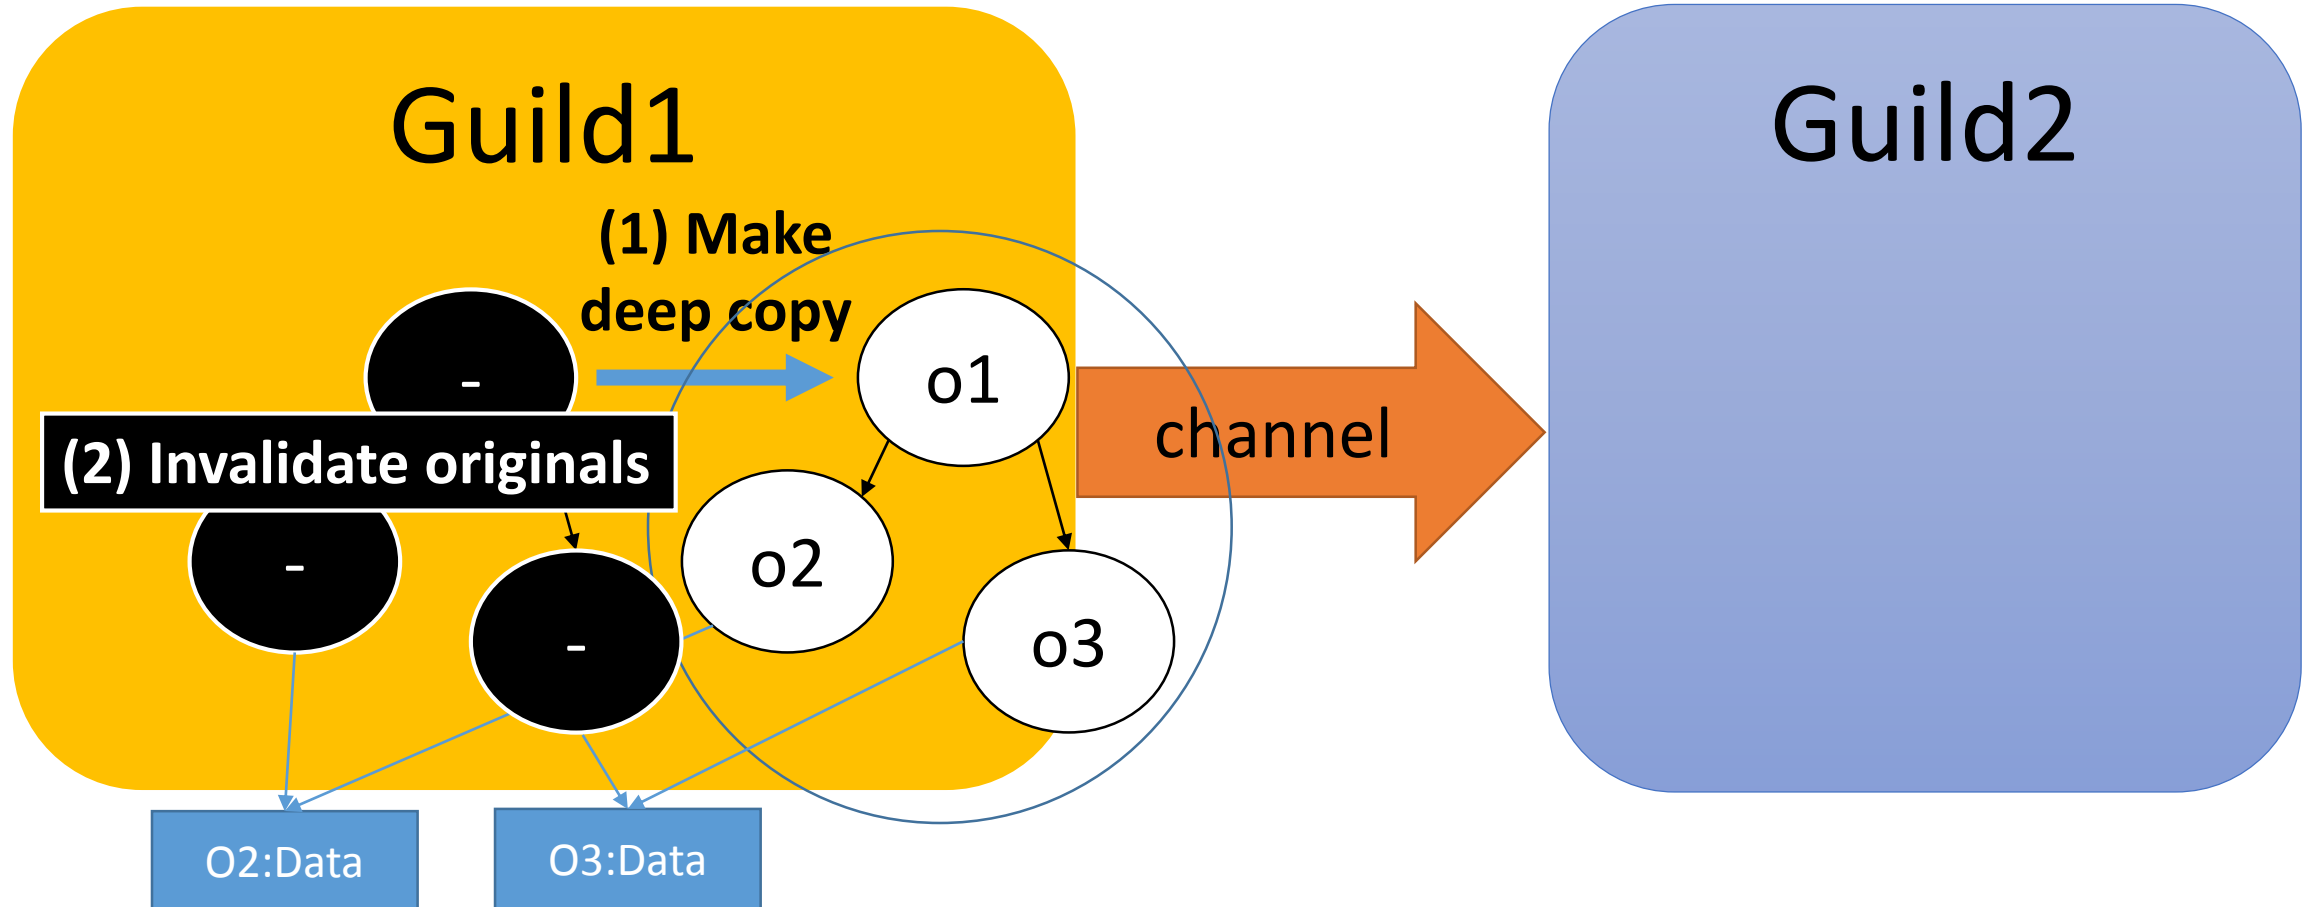 Guild1
Guild2
(1) Make
deep copy
-
o1
channel
(2) Invalidate originals
-
o2
-
o3
O2:Data
O3:Data